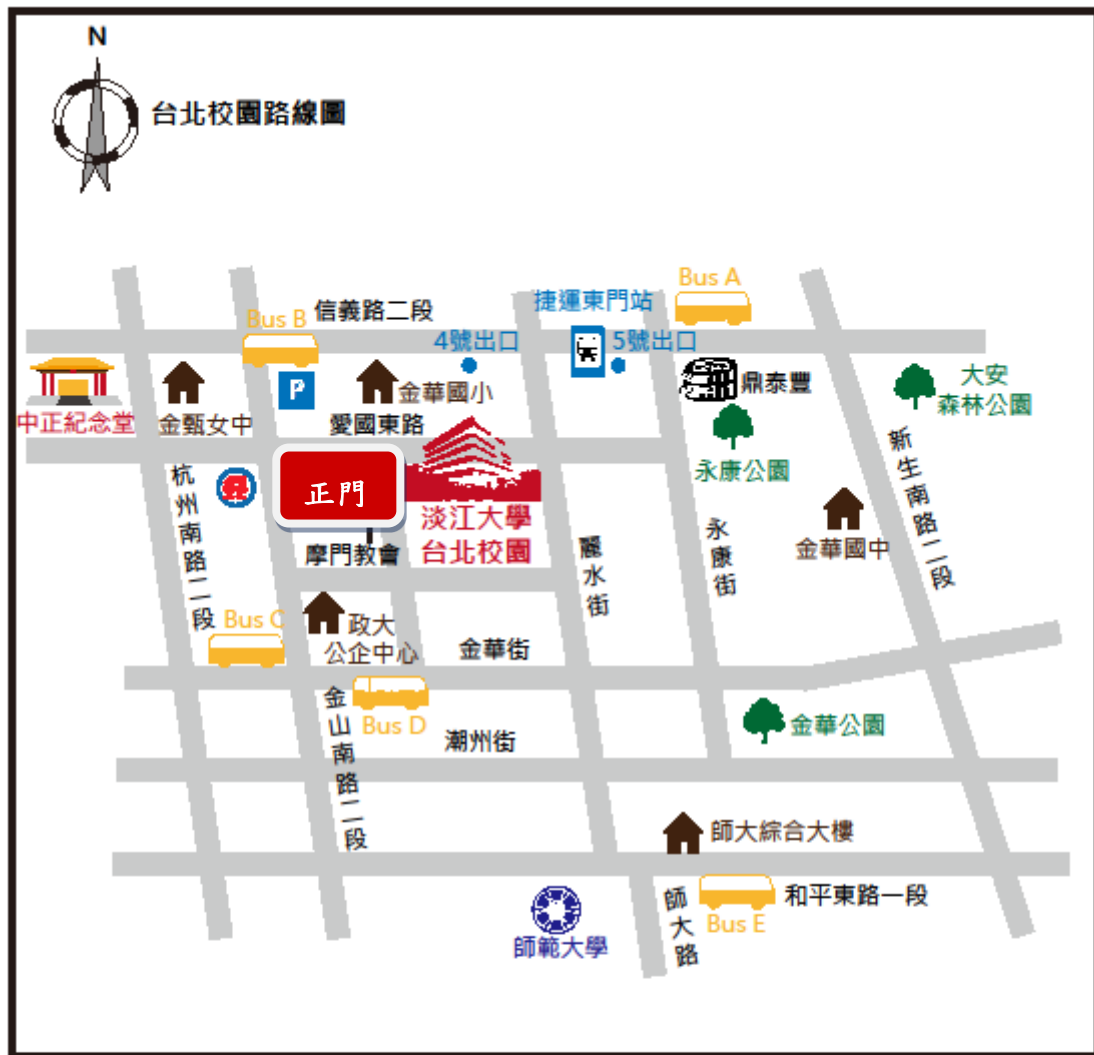 N
台北校園路線圖
Bus A
捷運東門站
信義路二段
Bus B
4號出口
5號出口
P
金華國小
鼎泰豐
大安
森林公園
中正紀念堂
金甌女中
愛國東路
永康公園
新生南路二段
杭州南路二段
正門
淡江大學
台北校園
麗水街
永康街
金華國中
摩門教會
Bus C
政大
公企中心
金華街
金山南路二段
Bus D
潮州街
金華公園
師大綜合大樓
師大路
Bus E
和平東路一段
師範大學